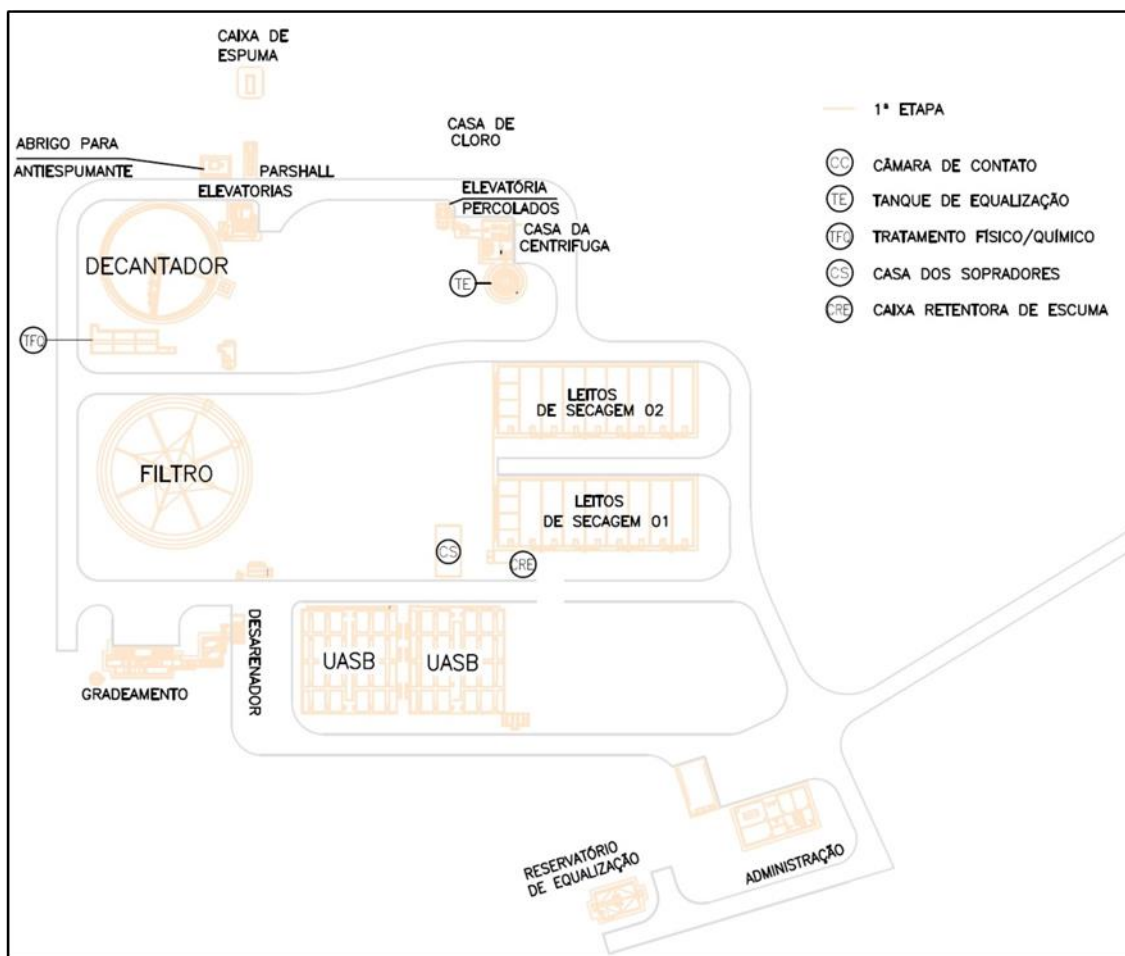 CAIXA DE
ESPUMA
ABRIGO PARA
ANTIESPUMANTE
PARSHALL
ELEVATORIAS
CASA DE
CLORO
ELEVATÓRIA
PERCOLADOS
CASA DA
CENTRIFUGA
DECANTADOR
TE
TFQ
1ª ETAPA
CC CÂMARA DE CONTATO
TE TANQUE DE EQUALIZAÇÃO
TFQ TRATAMENTO FÍSICO/QUÍMICO
CS CASA DOS SOPRADORES
CRE CAIXA RETENTORA DE ESCUMA
LEITOS
DE SECAGEM 02
FILTRO
LEITOS
DE SECAGEM 01
CS
CRE
DESARENADOR
UASB
UASB
GRADEAMENTO
RESERVATÓRIO
DE EQUALIZAÇÃO
ADMINISTRAÇÃO